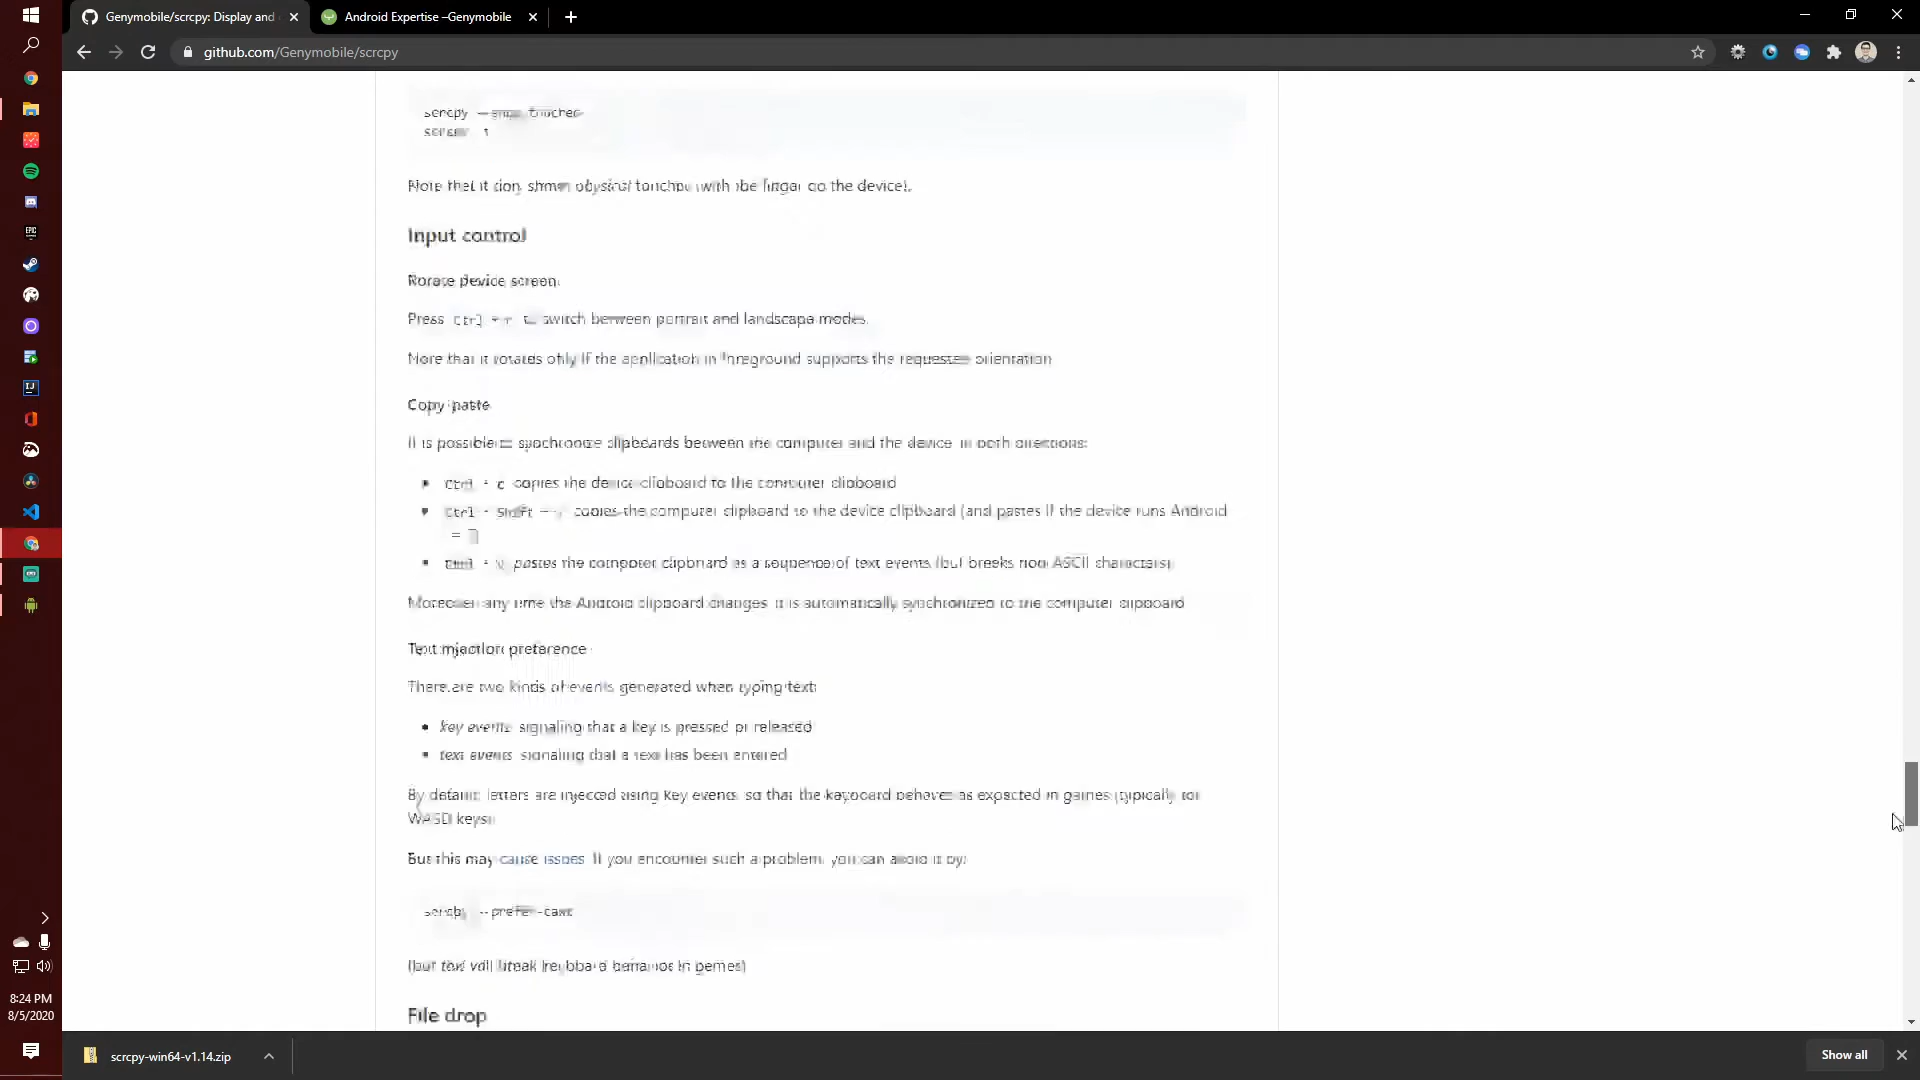 Genymobile/scrcpy: Display and
Android Expertise –Genymobile
github.com/Genymobile/scrcpy
scrcpy
scrcpy
Note that it only shows physical touches (with the finger on the device).
Input control
Rotate device screen
Press Ctrl + r to switch between portrait and landscape modes.
Note that it rotates only if the application in foreground supports the requested orientation
Copy paste
It is possible to synchronize clipboards between the computer and the device in both directions:
Ctrl + c copies the device clipboard to the computer clipboard
Ctrl + Shift + copies the computer clipboard to the device clipboard (and pastes if the device runs Android
Ctrl + v pastes the computer clipboard as a sequence of text events (but breaks non ASCII characters)
Moreover any time the Android clipboard changes it is automatically synchronized to the computer clipboard
Text injection preference
There are two kinds of events generated when typing text:
key events signaling that a key is pressed or released
text events signaling that a text has been entered
By default letters are injected using key events so that the keyboard behaves as expected in games (typically for
WASD keys)
But this may cause issues. If you encounter such a problem you can avoid it by:
scrcpy --prefer-text
(but this will break keyboard behavior in games)
File drop
EPIC
IJ
8:24 PM
8/5/2020
scrcpy-win64-v1.14.zip
Show all